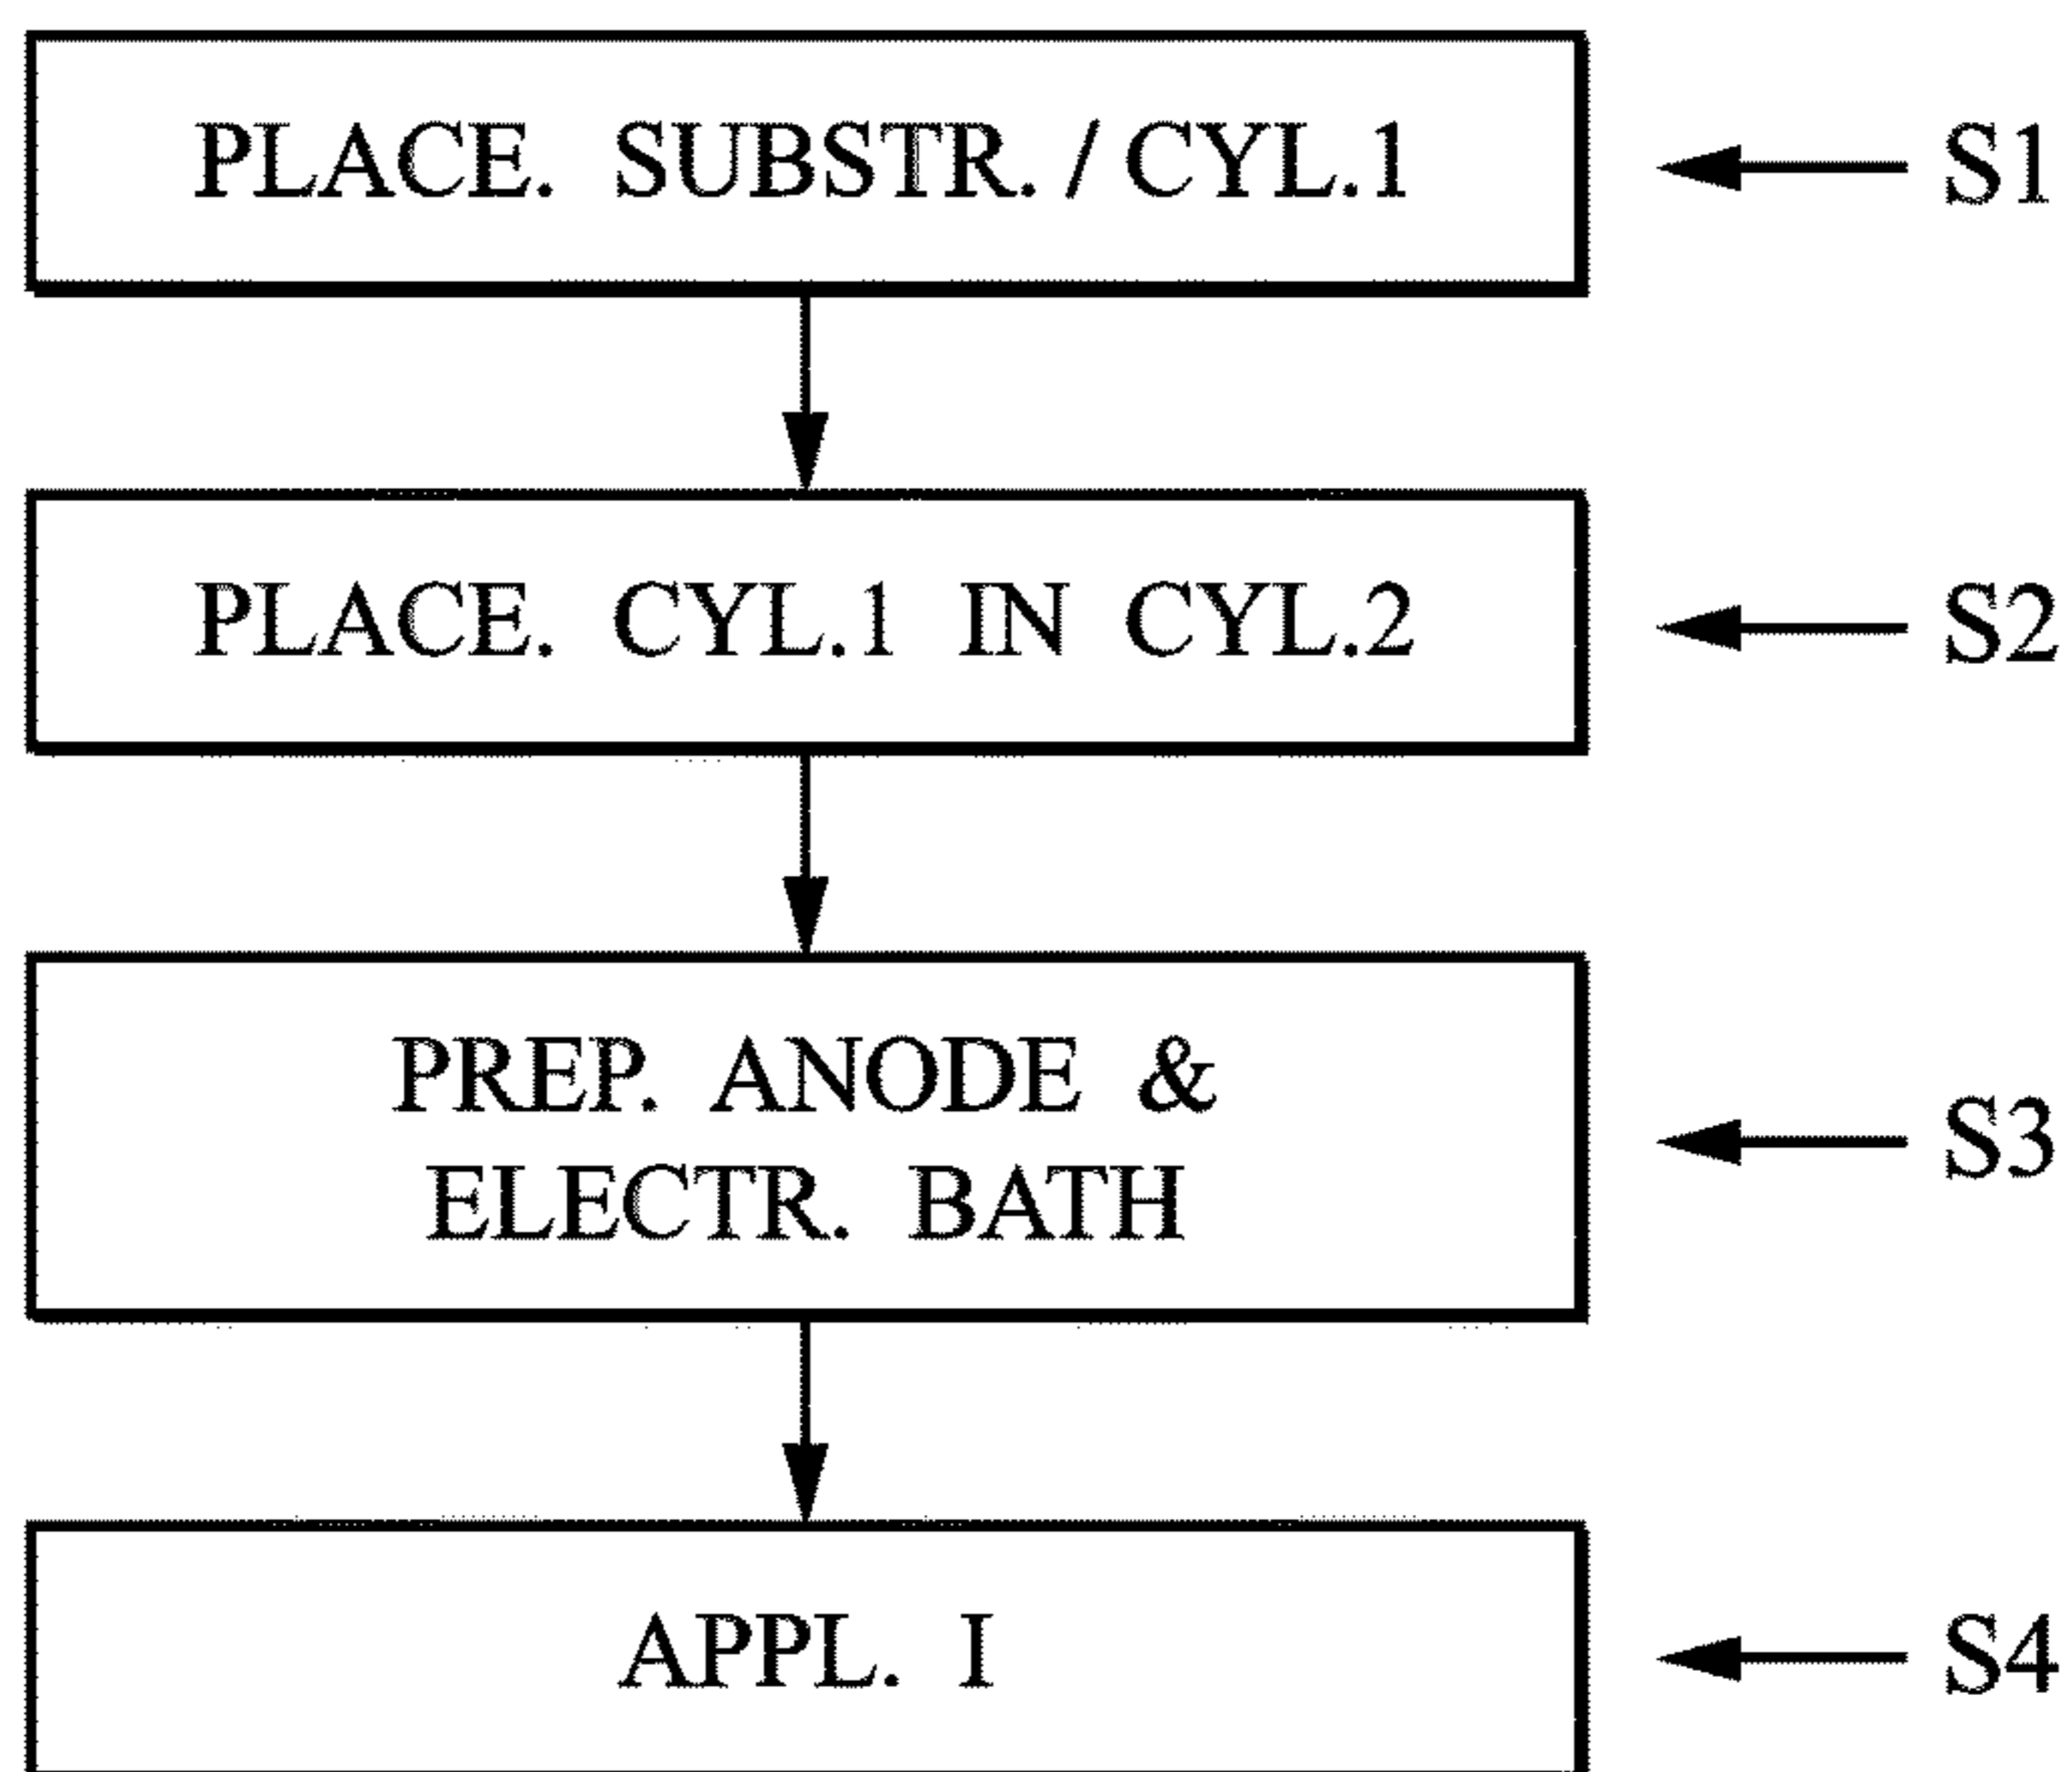 PLACE. SUBSTR. / CYL.1
S1
PLACE. CYL.1 IN CYL.2
S2
PREP. ANODE &
ELECTR. BATH
S3
APPL. I
S4